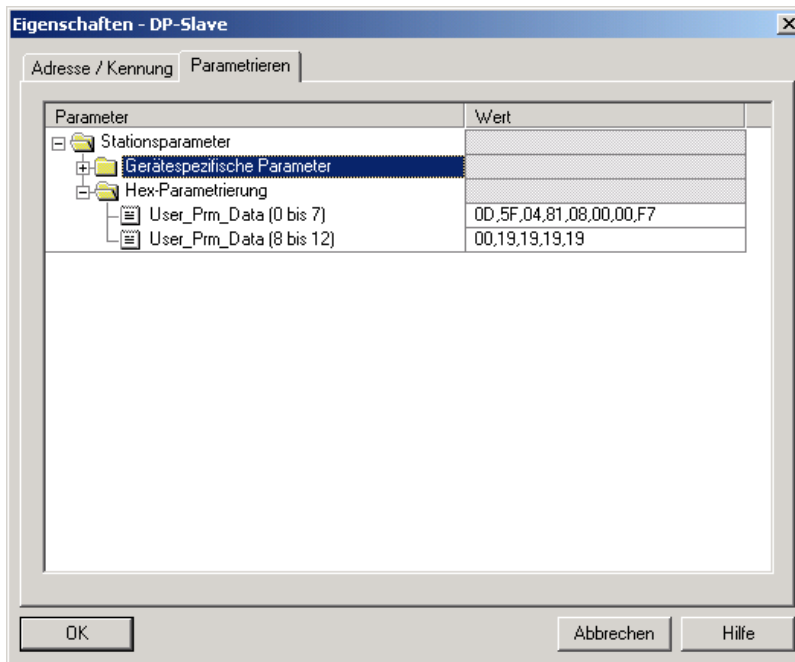 Eigenschaften - DP-Slave
Adresse / Kennung Parametrieren
Parameter Wert
Stationsparameter
Gerätespezifische Parameter
Hex-Parametrierung
User_Prm_Data (0 bis 7) 0D,5F,04,81,08,00,00,F7
User_Prm_Data (8 bis 12) 00,19,19,19,19
OK Abbrechen Hilfe